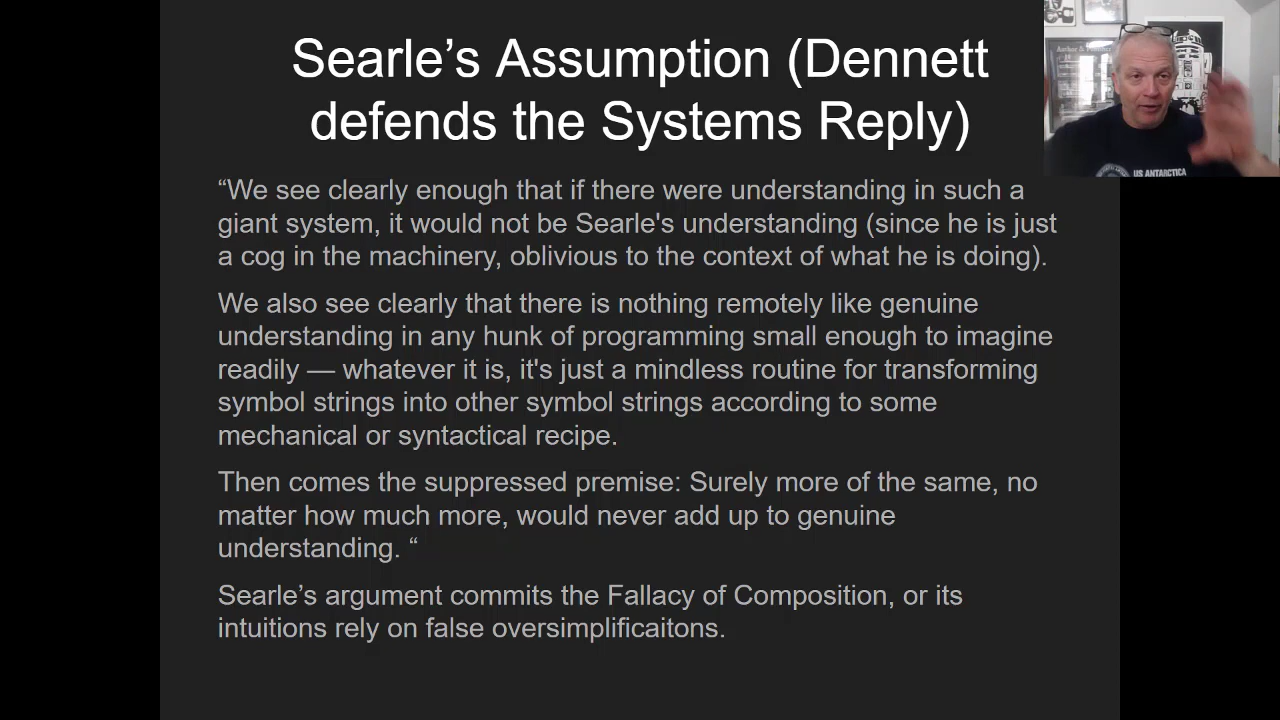 Searle's Assumption (Dennett
defends the Systems Reply)
“We see clearly enough that if there were understanding in such a
giant system, it would not be Searle's understanding (since he is just
a cog in the machinery, oblivious to the context of what he is doing).
We also see clearly that there is nothing remotely like genuine
understanding in any hunk of programming small enough to imagine
readily — whatever it is, it's just a mindless routine for transforming
symbol strings into other symbol strings according to some
mechanical or syntactical recipe.
Then comes the suppressed premise: Surely more of the same, no
matter how much more, would never add up to genuine
understanding. “
Searle’s argument commits the Fallacy of Composition, or its
intuitions rely on false oversimplificaitons.
US ANTARCTICA